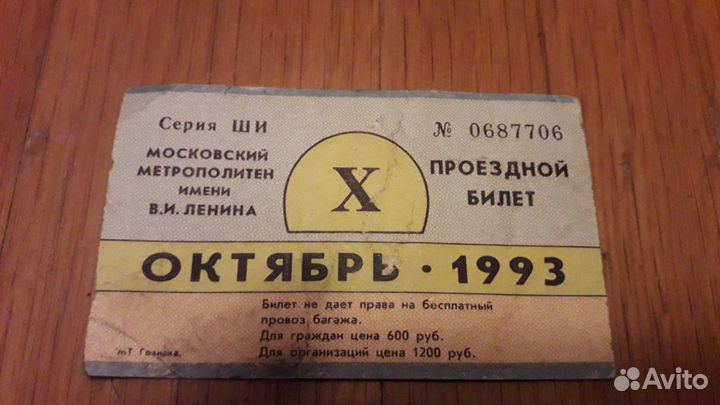 Серия ШИ
№ 0687706
МОСКОВСКИЙ
МЕТРОПОЛИТЕН
ИМЕНИ
В.И. ЛЕНИНА
X
ПРОЕЗДНОЙ
БИЛЕТ
ОКТЯБРЬ · 1993
Билет не дает права на бесплатный
провоз багажа.
Для граждан цена 600 руб.
Для организаций цена 1200 руб.
Гознака.
Avito